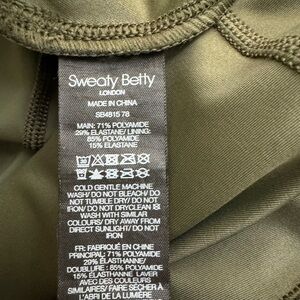 Sweaty Betty
LONDON
MADE IN CHINA
SB4815 78
MAIN: 71% POLYAMIDE
29% ELASTANE/ LINING:
85% POLYAMIDE
15% ELASTANE
COLD GENTLE MACHINE
WASH/ DO NOT BLEACH/ DO
NOT TUMBLE DRY/ DO NOT
IRON/ DO NOT DRYCLEAN
WASH WITH SIMILAR
COLOURS/ DRY AWAY FROM
DIRECT SUNLIGHT/ DO NOT
IRON
FR: FABRIQUÉ EN CHINE
PRINCIPAL: 71% POLYAMIDE
29% ÉLASTHANNE/
DOUBLURE : 85% POLYAMIDE
15% ÉLASTHANNE LAVER
AVEC DES COULEURS
SIMILAIRES/ FAIRE SÉCHER À
L'ABRI DE LA LUMIÈRE